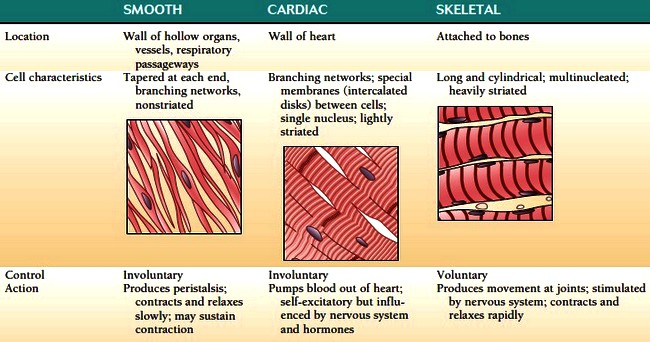 SMOOTH CARDIAC SKELETAL
Location
Wall of hollow organs,
vessels, respiratory
passageways
Wall of heart
Attached to bones
Cell characteristics
Tapered at each end,
branching networks,
nonstriated
Branching networks; special
membranes (intercalated
disks) between cells;
single nucleus; lightly
striated
Long and cylindrical; multinucleated;
heavily striated
Control
Involuntary
Involuntary
Voluntary
Action
Produces peristalsis;
contracts and relaxes
slowly; may sustain
contraction
Pumps blood out of heart;
self-excitatory but influ-
enced by nervous system
and hormones
Produces movement at joints; stimulated
by nervous system; contracts and
relaxes rapidly